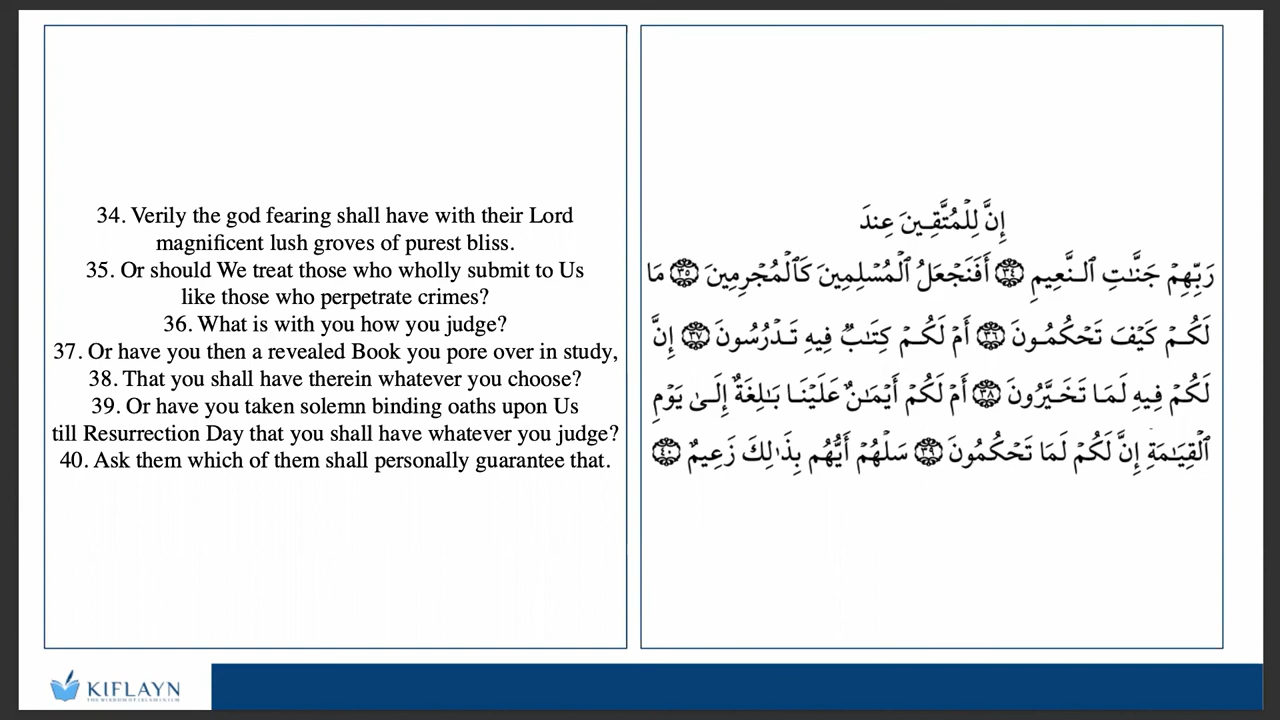 34. Verily the god fearing shall have with their Lord
magnificent lush groves of purest bliss.
35. Or should We treat those who wholly submit to Us
like those who perpetrate crimes?
36. What is with you how you judge?
37. Or have you then a revealed Book you pore over in study,
38. That you shall have therein whatever you choose?
39. Or have you taken solemn binding oaths upon Us
till Resurrection Day that you shall have whatever you judge?
40. Ask them which of them shall personally guarantee that.
إِنَّ لِلْمُتَّقِينَ عِندَ
رَبِّهِمْ جَنَّٰتِ ٱلنَّعِيمِ ٣٤ أَفَنَجْعَلُ ٱلْمُسْلِمِينَ كَٱلْمُجْرِمِينَ ٣٥ مَا
لَكُمْ كَيْفَ تَحْكُمُونَ ٣٦ أَمْ لَكُمْ كِتَٰبٌ فِيهِ تَدْرُسُونَ ٣٧ إِنَّ
لَكُمْ فِيهِ لَمَا تَخَيَّرُونَ ٣٨ أَمْ لَكُمْ أَيْمَٰنٌ عَلَيْنَا بَٰلِغَةٌ إِلَىٰ يَوْمِ
ٱلْقِيَٰمَةِ إِنَّ لَكُمْ لَمَا تَحْكُمُونَ ٣٩ سَلْهُمْ أَيُّهُم بِذَٰلِكَ زَعِيمٌ ٤٠
KIFLAYN